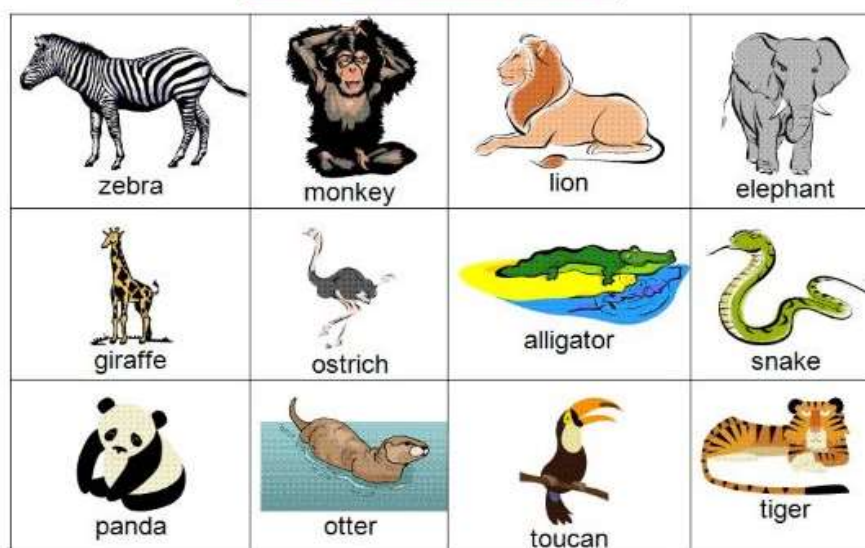 zebra
monkey
lion
elephant
giraffe
ostrich
alligator
snake
panda
otter
toucan
tiger